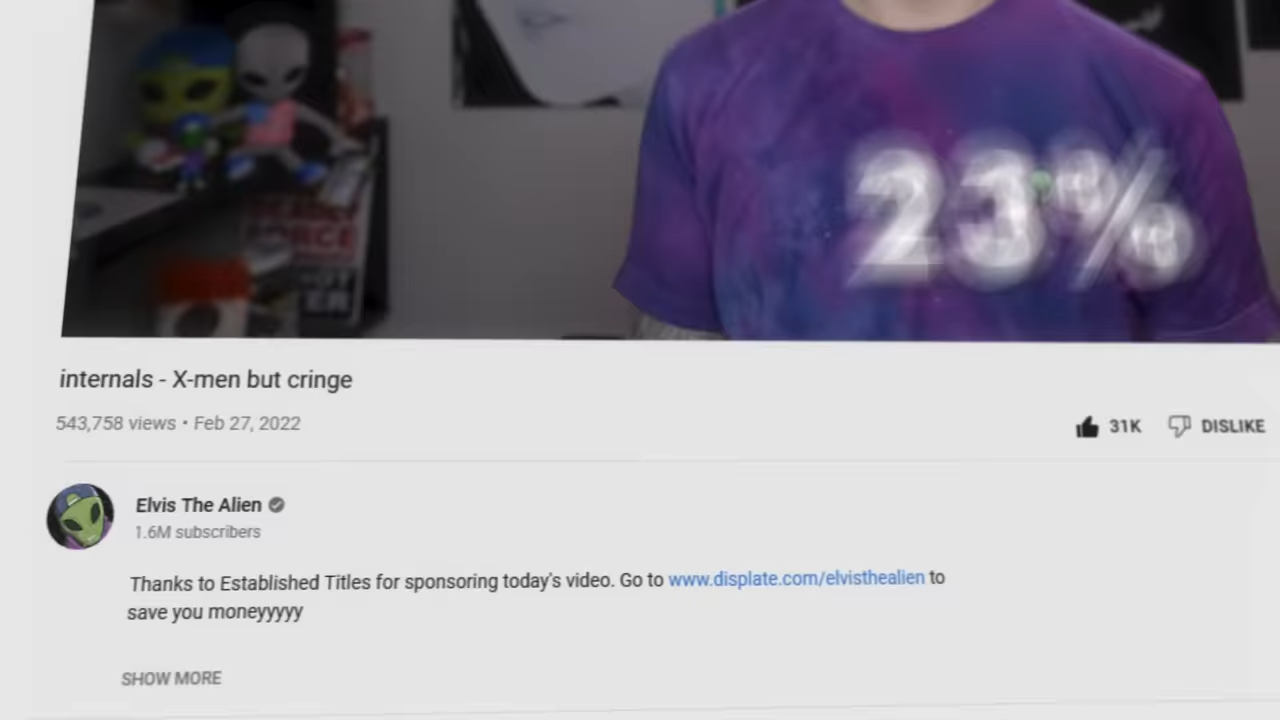 23%
internals - X-men but cringe
543,758 views • Feb 27, 2022
31K DISLIKE
Elvis The Alien
1.6M subscribers
Thanks to Established Titles for sponsoring today's video. Go to www.displate.com/elvisthealien to
save you moneyyyyy
SHOW MORE